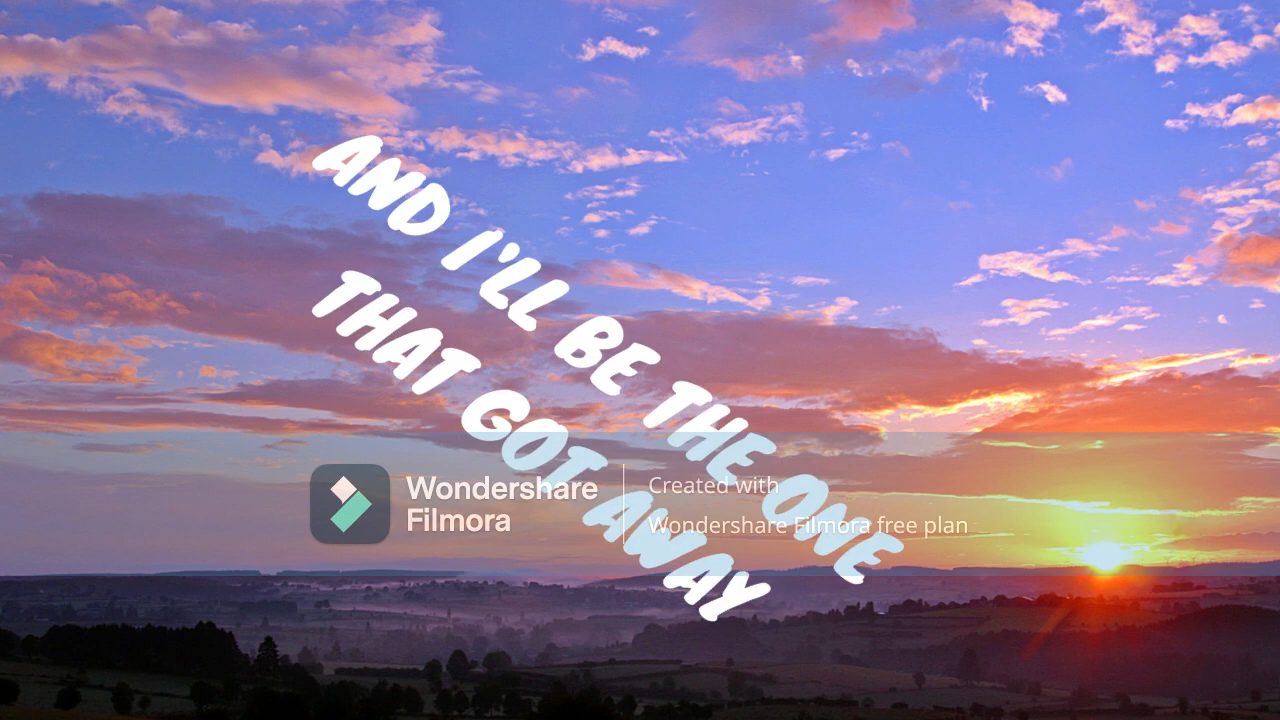 AND I'LL BE THE ONE
THAT GOT AWAY
Wondershare
Filmora
Created with
Wondershare Filmora free plan